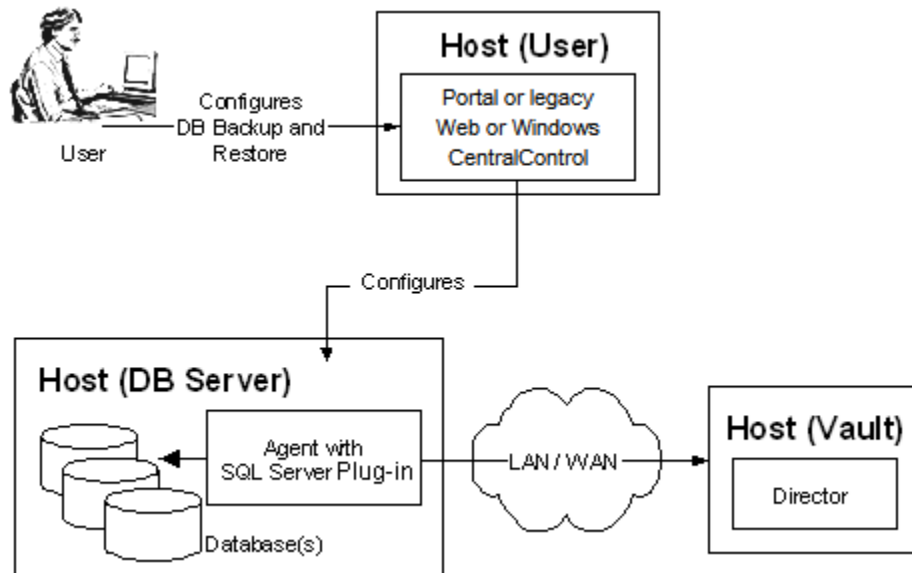 Host (User)
Portal or legacy
Web or Windows
CentralControl
Configures
DB Backup and
Restore
User
Configures
Host (DB Server)
Agent with
SQL Server Plug-in
Database(s)
LAN / WAN
Host (Vault)
Director